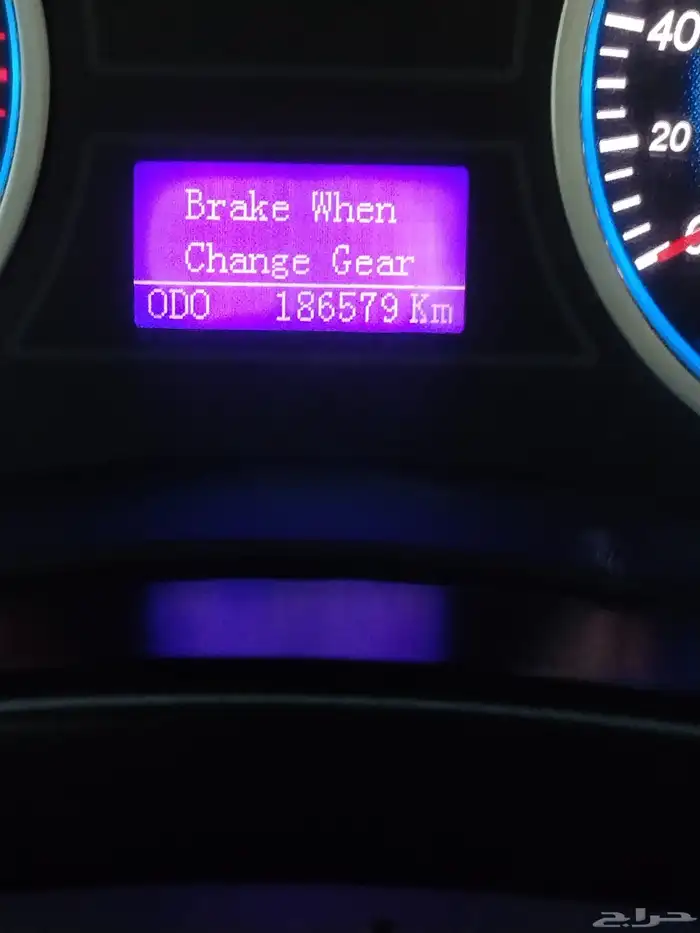 40
20
Brake When
Change Gear
ODO 186579 Km
حراج